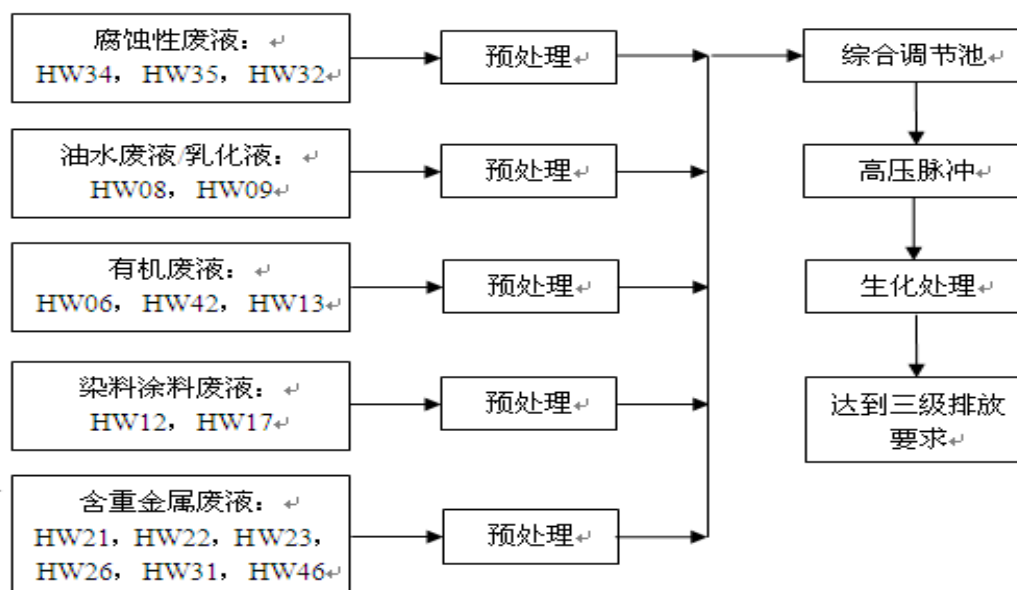 腐蚀性废液：
HW34，HW35，HW32
预处理
综合调节池
油水废液/乳化液：
HW08，HW09
预处理
高压脉冲
有机废液：
HW06，HW42，HW13
预处理
生化处理
染料涂料废液：
HW12，HW17
预处理
达到三级排放
要求
含重金属废液：
HW21，HW22，HW23，
HW26，HW31，HW46
预处理